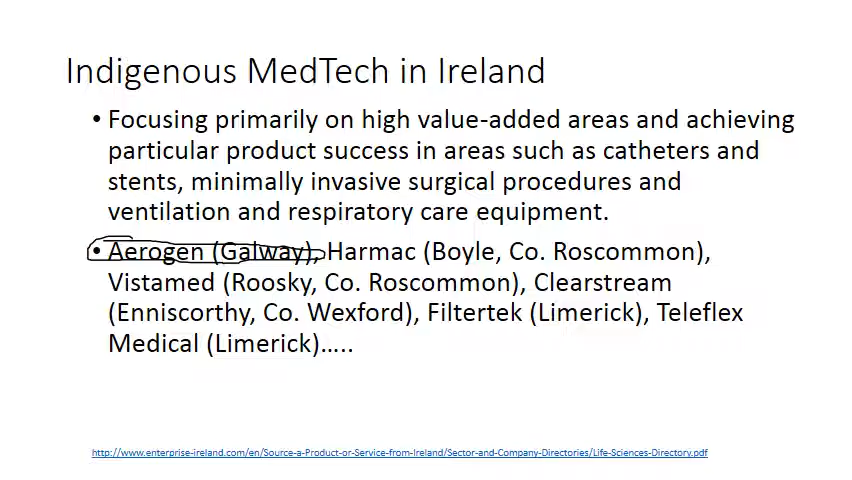 Indigenous MedTech in Ireland
• Focusing primarily on high value-added areas and achieving
particular product success in areas such as catheters and
stents, minimally invasive surgical procedures and
ventilation and respiratory care equipment.
• Aerogen (Galway), Harmac (Boyle, Co. Roscommon),
Vistamed (Roosky, Co. Roscommon), Clearstream
(Enniscorthy, Co. Wexford), Filtertek (Limerick), Teleflex
Medical (Limerick)…..
http://www.enterprise-ireland.com/en/Source-a-Product-or-Service-from-Ireland/Sector-and-Company-Directories/Life-Sciences-Directory.pdf